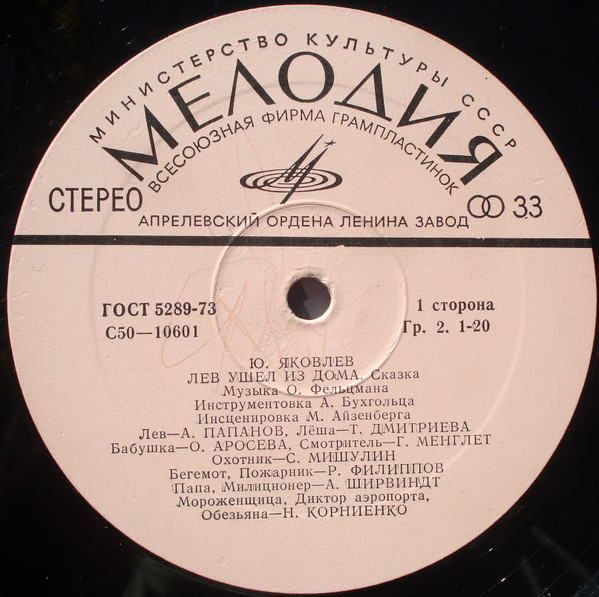 МИНИСТЕРСТВО КУЛЬТУРЫ СССР
МЕЛОДИЯ
ВСЕСОЮЗНАЯ ФИРМА ГРАМПЛАСТИНОК
СТЕРЕО
33
АПРЕЛЕВСКИЙ ОРДЕНА ЛЕНИНА ЗАВОД
ГОСТ 5289-73
1 сторона
С50—10601
Гр. 2. 1-20
Ю. ЯКОВЛЕВ
ЛЕВ УШЕЛ ИЗ ДОМА. Сказка
Музыка О. Фельцмана
Инструментовка А. Бухгольца
Инсценировка М. Айзенберга
Лев—А. ПАПАНОВ, Лёша—Т. ДМИТРИЕВА
Бабушка—О. АРОСЕВА, Смотритель—Г. МЕНГЛЕТ
Охотник—С. МИШУЛИН
Бегемот, Пожарник—Р. ФИЛИППОВ
Папа, Милиционер—А. ШИРВИНДТ
Мороженщица, Диктор аэропорта,
Обезьяна—Н. КОРНИЕНКО